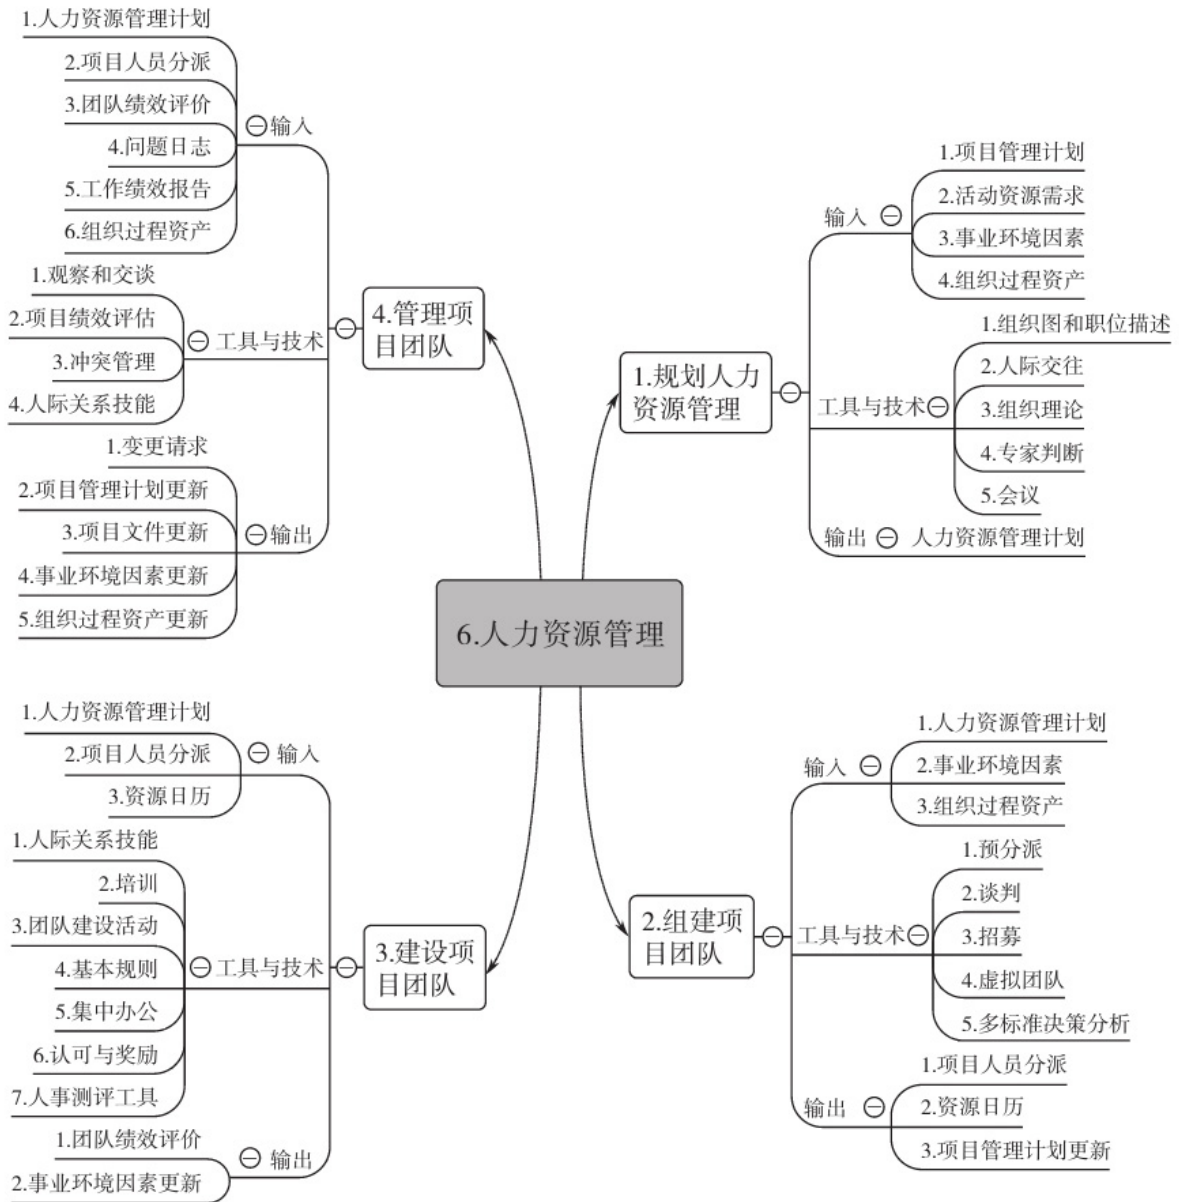 6.人力资源管理
1.规划人力
资源管理
输入
1.项目管理计划
2.活动资源需求
3.事业环境因素
4.组织过程资产
工具与技术
1.组织图和职位描述
2.人际交往
3.组织理论
4.专家判断
5.会议
输出
人力资源管理计划
2.组建项
目团队
输入
1.人力资源管理计划
2.事业环境因素
3.组织过程资产
工具与技术
1.预分派
2.谈判
3.招募
4.虚拟团队
5.多标准决策分析
输出
1.项目人员分派
2.资源日历
3.项目管理计划更新
3.建设项
目团队
输入
1.人力资源管理计划
2.项目人员分派
3.资源日历
工具与技术
1.人际关系技能
2.培训
3.团队建设活动
4.基本规则
5.集中办公
6.认可与奖励
7.人事测评工具
输出
1.团队绩效评价
2.事业环境因素更新
4.管理项
目团队
输入
1.人力资源管理计划
2.项目人员分派
3.团队绩效评价
4.问题日志
5.工作绩效报告
6.组织过程资产
工具与技术
1.观察和交谈
2.项目绩效评估
3.冲突管理
4.人际关系技能
输出
1.变更请求
2.项目管理计划更新
3.项目文件更新
4.事业环境因素更新
5.组织过程资产更新